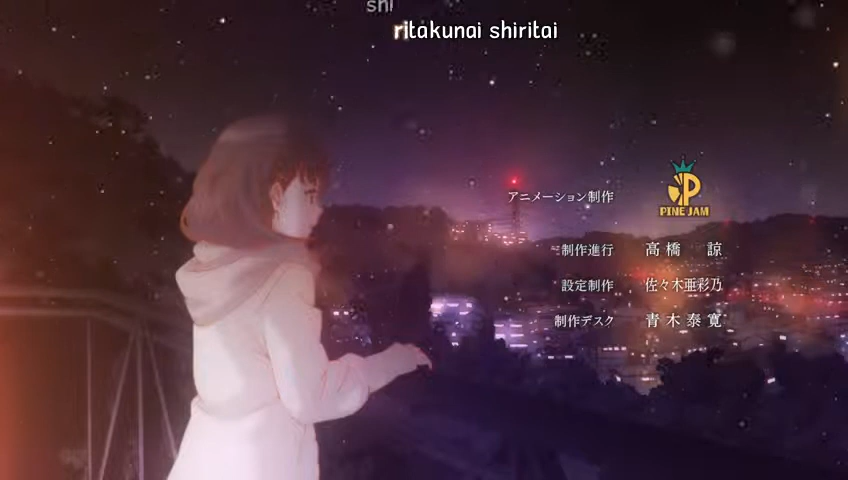 shi
ritakunai shiritai
アニメーション制作
PINE JAM
制作進行 高橋 諒
設定制作 佐々木亜彩乃
制作デスク 青木泰寛